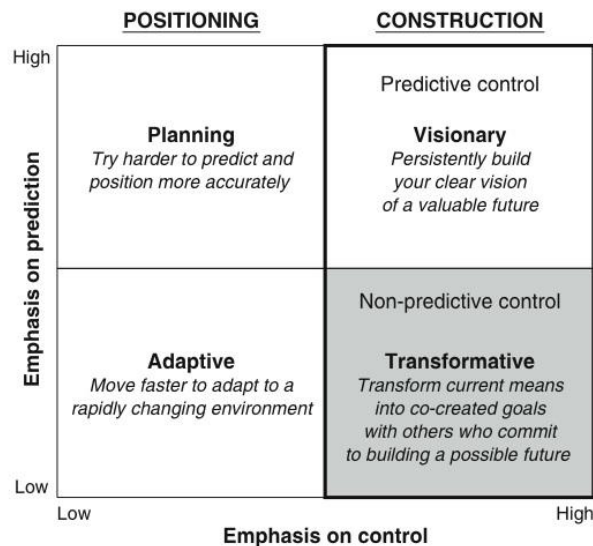 POSITIONING
CONSTRUCTION
High
Emphasis on prediction
Planning
Try harder to predict and
position more accurately
Predictive control
Visionary
Persistently build
your clear vision
of a valuable future
Adaptive
Move faster to adapt to a
rapidly changing environment
Non-predictive control
Transformative
Transform current means
into co-created goals
with others who commit
to building a possible future
Low
Low
High
Emphasis on control